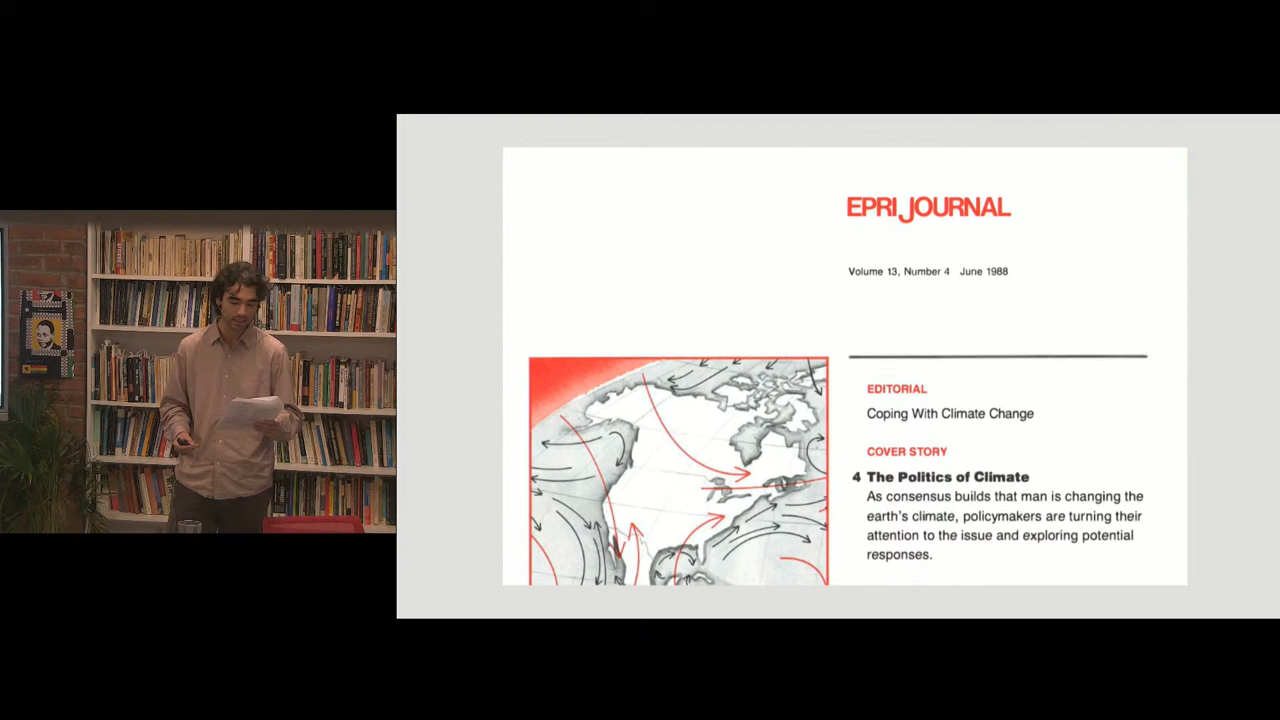 EPRI JOURNAL
Volume 13, Number 4 June 1988
EDITORIAL
Coping With Climate Change
COVER STORY
4 The Politics of Climate
As consensus builds that man is changing the
earth's climate, policymakers are turning their
attention to the issue and exploring potential
responses.